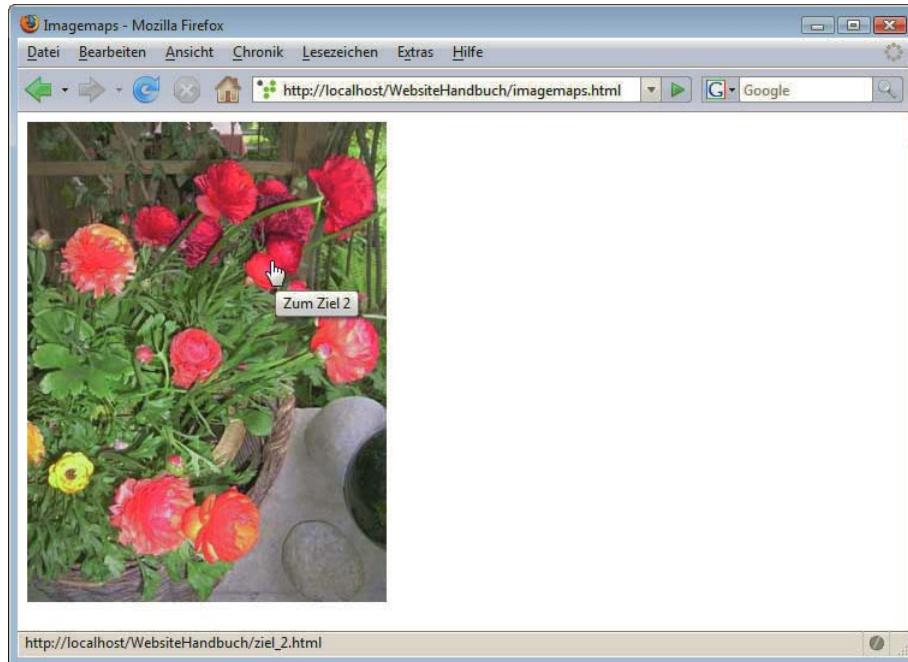 Imagemaps - Mozilla Firefox
Datei Bearbeiten Ansicht Chronik Lesezeichen Extras Hilfe
http://localhost/WebsiteHandbuch/imagemaps.html G Google
Zum Ziel 2
http://localhost/WebsiteHandbuch/ziel_2.html